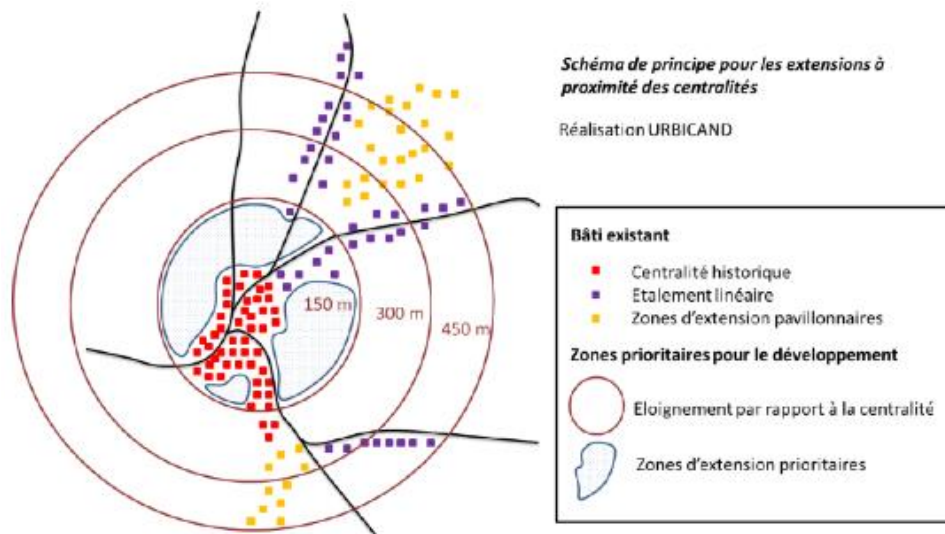 Schéma de principe pour les extensions à
proximité des centralités
Réalisation URBICAND
150 m
300 m
450 m
Bâti existant
Centralité historique
Etalement linéaire
Zones d'extension pavillonnaires
Zones prioritaires pour le développement
Eloignement par rapport à la centralité
Zones d'extension prioritaires